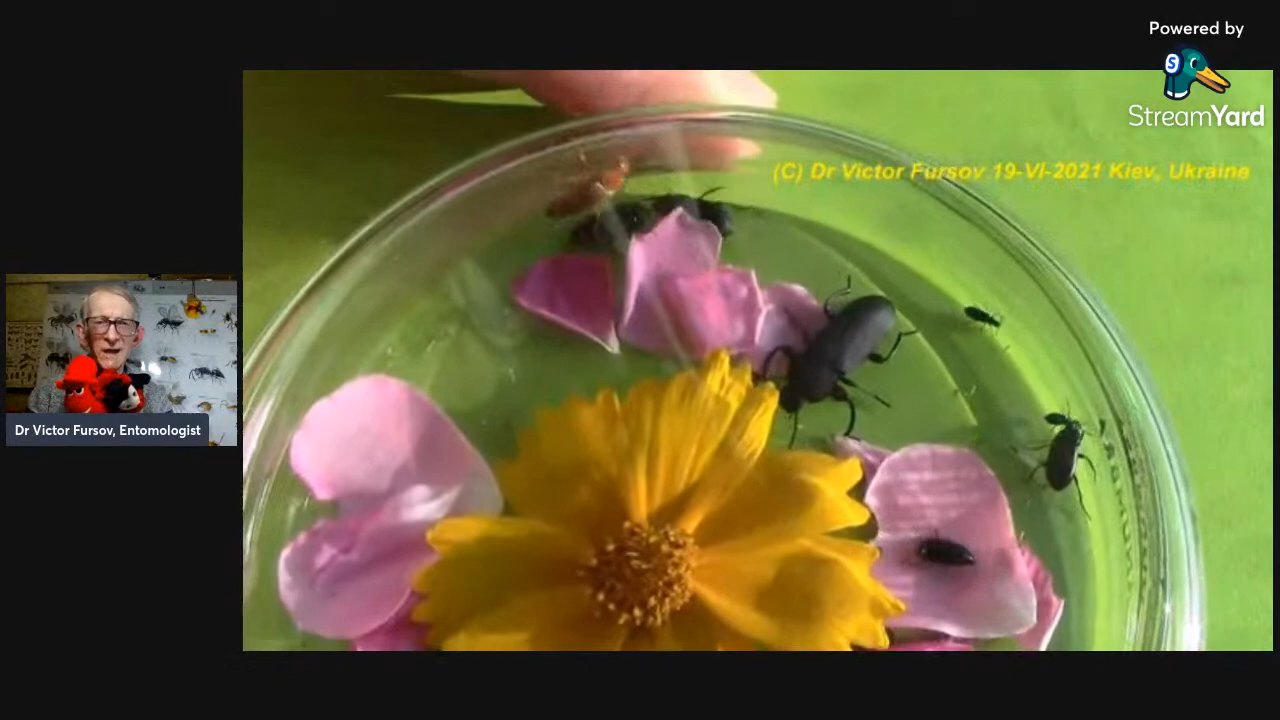 Powered by
S
StreamYard
(C) Dr Victor Fursov 19-VI-2021 Kiev, Ukraine
Dr Victor Fursov, Entomologist